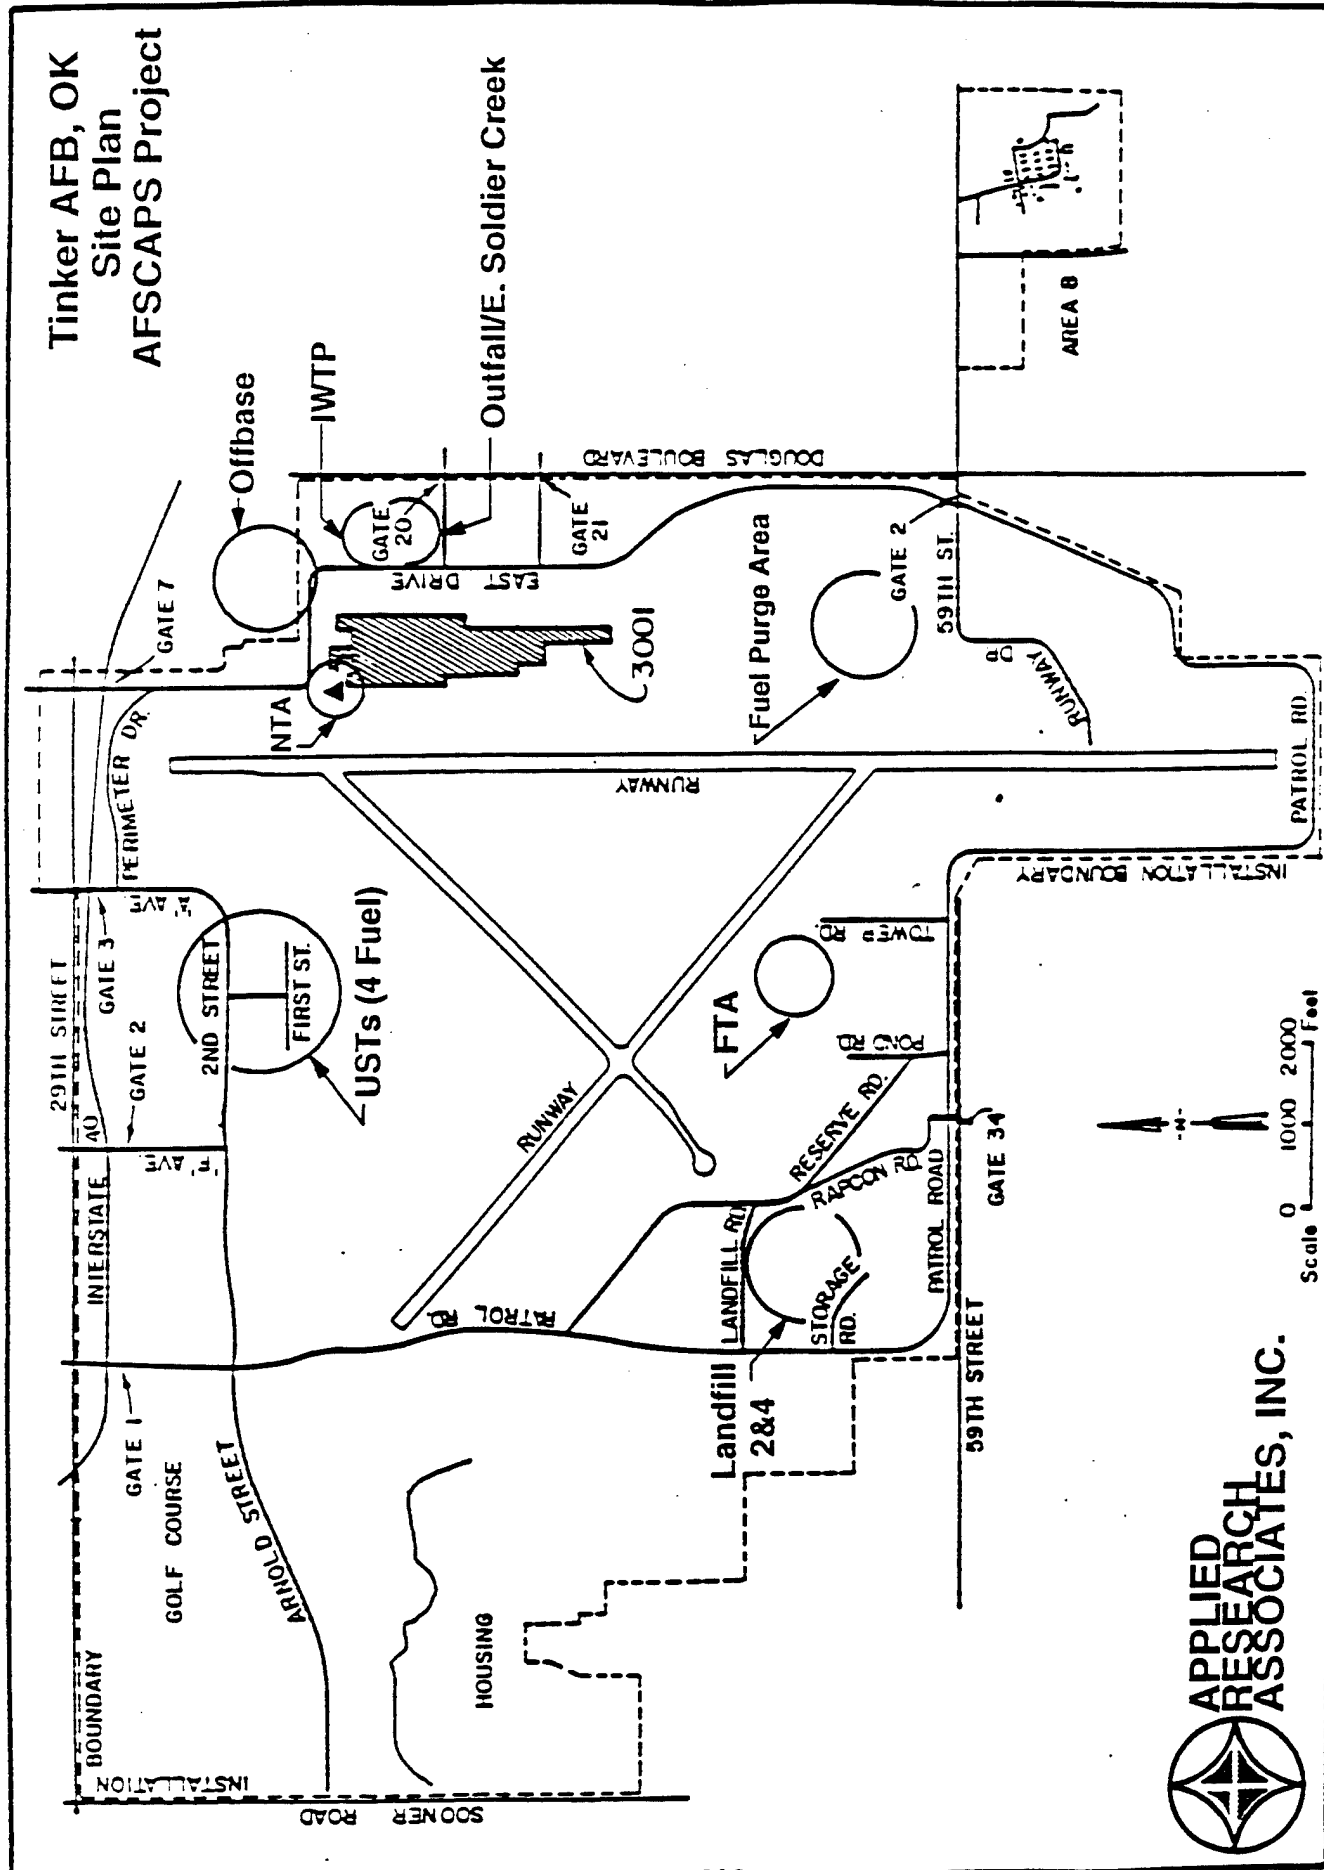 Tinker AFB, OK
Site Plan
AFSCAPS Project
29TH STREET
INTERSTATE 40
INSTALLATION
BOUNDARY
GATE 1
GATE 2
GATE 3
GATE 7
GOLF COURSE
ARNOLD STREET
'F' AVE.
'A' AVE.
PERIMETER DR.
2ND STREET
FIRST ST.
USTs (4 Fuel)
NTA
Offbase
IWTP
GATE
20
Outfall/E. Soldier Creek
GATE
21
EAST DRIVE
3001
DOUGLAS BOULEVARD
SOONER ROAD
HOUSING
RUNWAY
RUNWAY
PATROL
RD.
Fuel Purge Area
GATE 2
59TH ST.
RUNWAY
DR
FTA
TOWER RD.
POND RD.
RESERVE RD.
RAPCON RD.
LANDFILL RD.
STORAGE
RD.
Landfill
2&4
PATROL ROAD
59TH STREET
GATE 34
INSTALLATION BOUNDARY
PATROL RD.
AREA 8
N
Scale 0 1000 2000 Feet
APPLIED
RESEARCH
ASSOCIATES, INC.